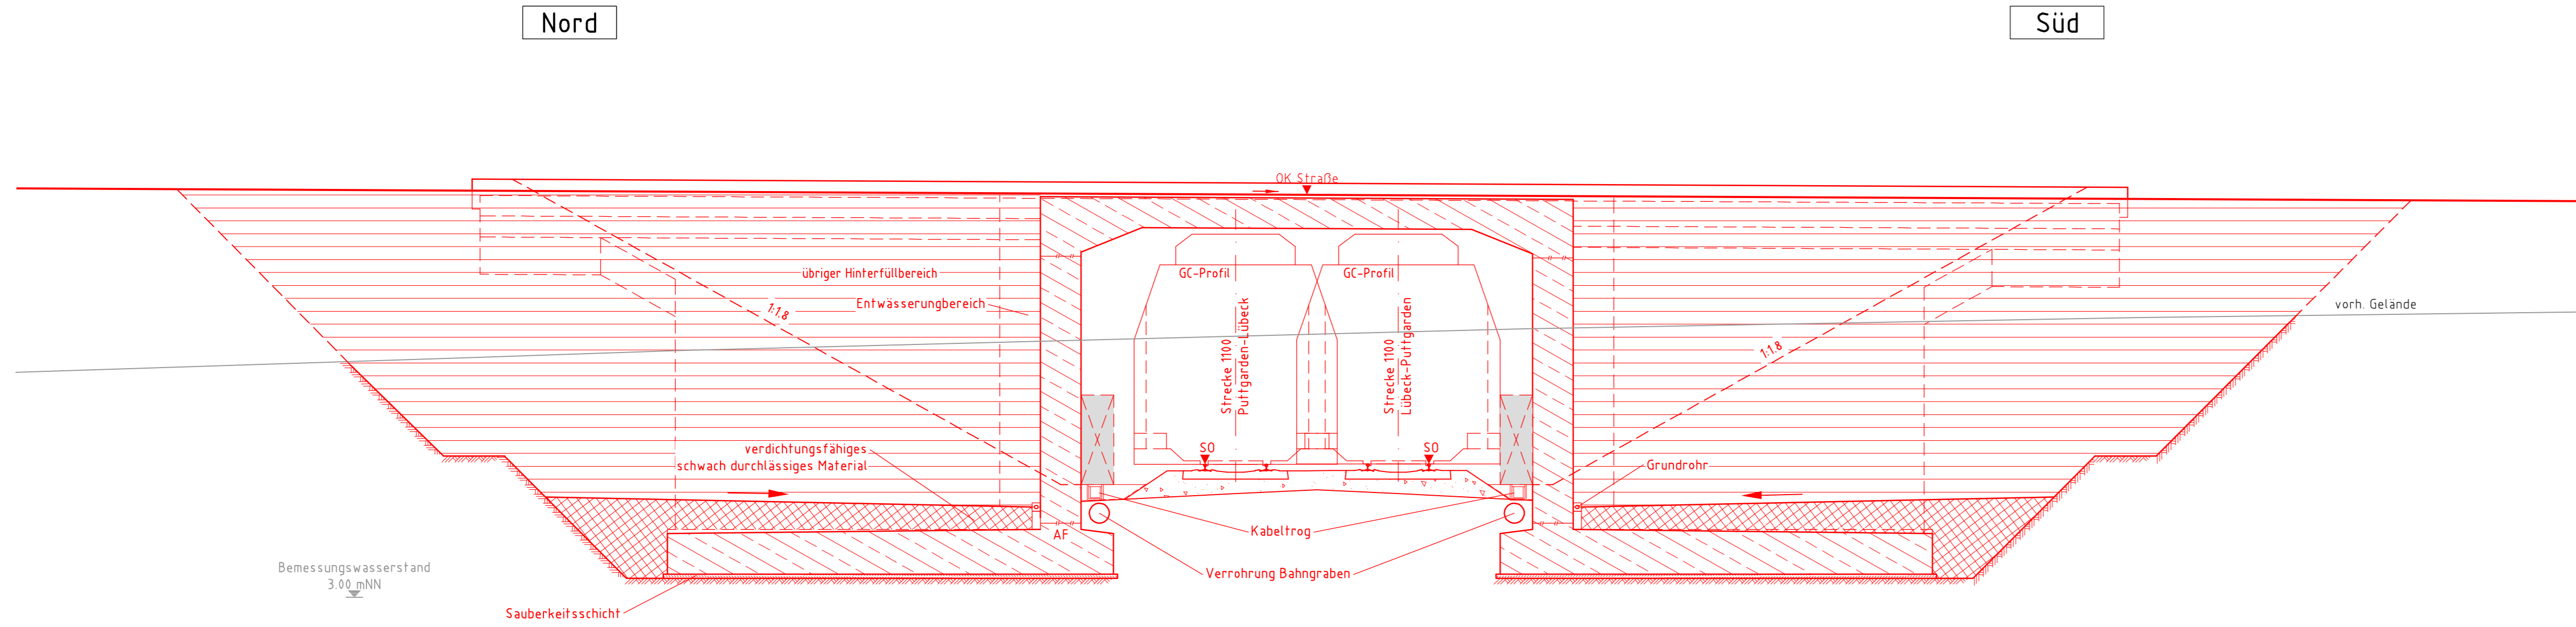 Nord
Süd
OK Straße
übriger Hinterfüllbereich
GC-Profil
GC-Profil
Entwässerungbereich
1:1.8
vorh. Gelände
Strecke 1100
Puttgarden-Lübeck
Strecke 1100
Lübeck-Puttgarden
1:1.8
verdichtungsfähiges
schwach durchlässiges Material
SO
SO
Grundrohr
Kabeltrog
AF
Bemessungswasserstand
3.00 mNN
Verrohrung Bahngraben
Sauberkeitsschicht